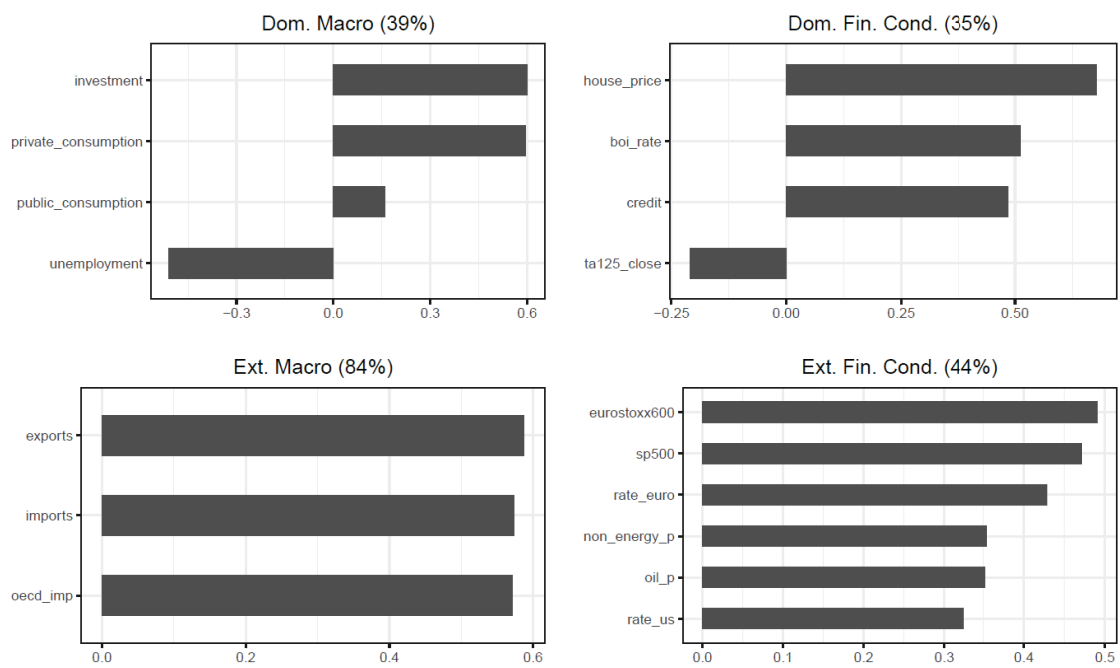 Dom. Macro (39%)
investment
private_consumption
public_consumption
unemployment
−0.3 0.0 0.3 0.6
Dom. Fin. Cond. (35%)
house_price
boi_rate
credit
ta125_close
−0.25 0.00 0.25 0.50
Ext. Macro (84%)
exports
imports
oecd_imp
0.0 0.2 0.4 0.6
Ext. Fin. Cond. (44%)
eurostoxx600
sp500
rate_euro
non_energy_p
oil_p
rate_us
0.0 0.1 0.2 0.3 0.4 0.5